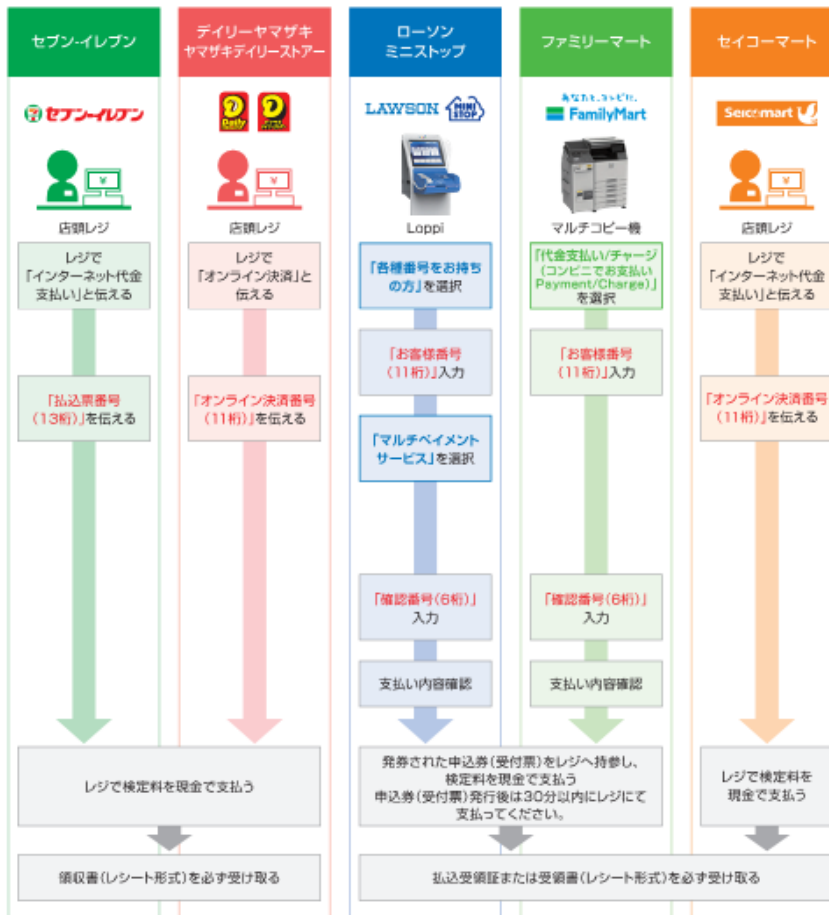 セブン-イレブン
デイリーヤマザキ
ヤマザキデイリーストアー
ローソン
ミニストップ
ファミリーマート
セイコーマート
セブン-イレブン
Daily
LAWSON
MINI
STOP
あなたと、コンビに、
FamilyMart
Seicomart
¥
¥
¥
店頭レジ
店頭レジ
Loppi
マルチコピー機
店頭レジ
レジで
「インターネット代金
支払い」と伝える
レジで
「オンライン決済」と
伝える
「各種番号をお持ち
の方」を選択
「代金支払い/チャージ
(コンビニでお支払い
Payment/Charge)」
を選択
レジで
「インターネット代金
支払い」と伝える
「お客様番号
(11桁)」入力
「お客様番号
(11桁)」入力
「払込票番号
(13桁)」を伝える
「オンライン決済番号
(11桁)」を伝える
「マルチペイメント
サービス」を選択
「オンライン決済番号
(11桁)」を伝える
「確認番号(6桁)」
入力
「確認番号(6桁)」
入力
支払い内容確認
支払い内容確認
レジで検定料を現金で支払う
発券された申込券(受付票)をレジへ持参し、
検定料を現金で支払う
申込券(受付票)発行後は30分以内にレジにて
支払ってください。
レジで検定料を
現金で支払う
領収書(レシート形式)を必ず受け取る
払込受領証または受領書(レシート形式)を必ず受け取る